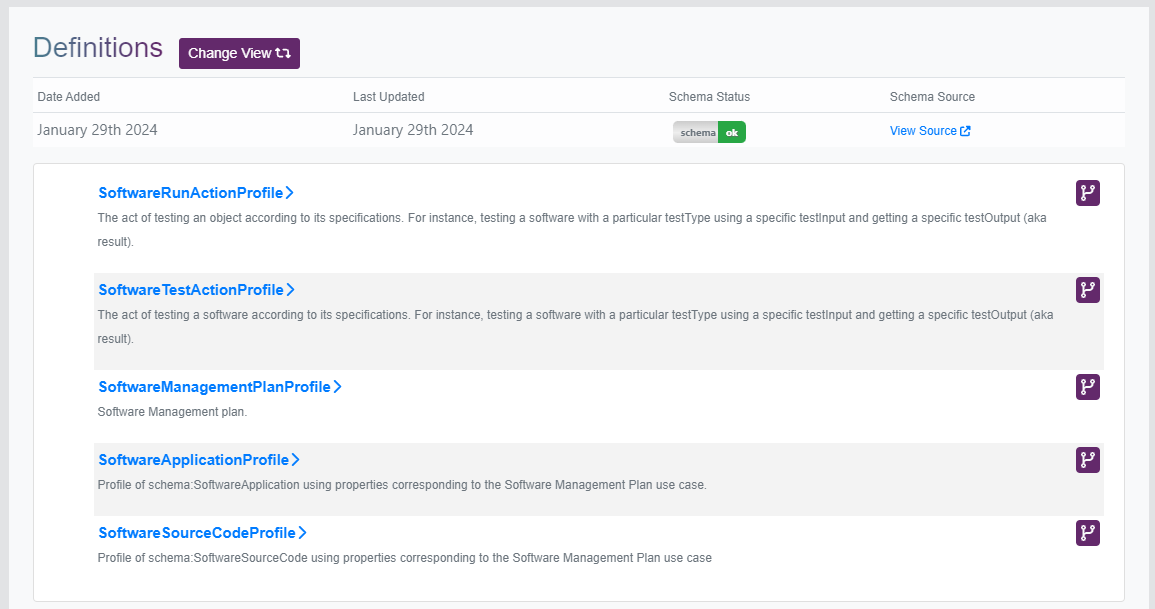 Definitions Change View
Date Added Last Updated Schema Status Schema Source
January 29th 2024 January 29th 2024 schema ok View Source
SoftwareRunActionProfile
The act of testing an object according to its specifications. For instance, testing a software with a particular testType using a specific testInput and getting a specific testOutput (aka
result).
SoftwareTestActionProfile
The act of testing a software according to its specifications. For instance, testing a software with a particular testType using a specific testInput and getting a specific testOutput (aka
result).
SoftwareManagementPlanProfile
Software Management plan.
SoftwareApplicationProfile
Profile of schema:SoftwareApplication using properties corresponding to the Software Management Plan use case.
SoftwareSourceCodeProfile
Profile of schema:SoftwareSourceCode using properties corresponding to the Software Management Plan use case